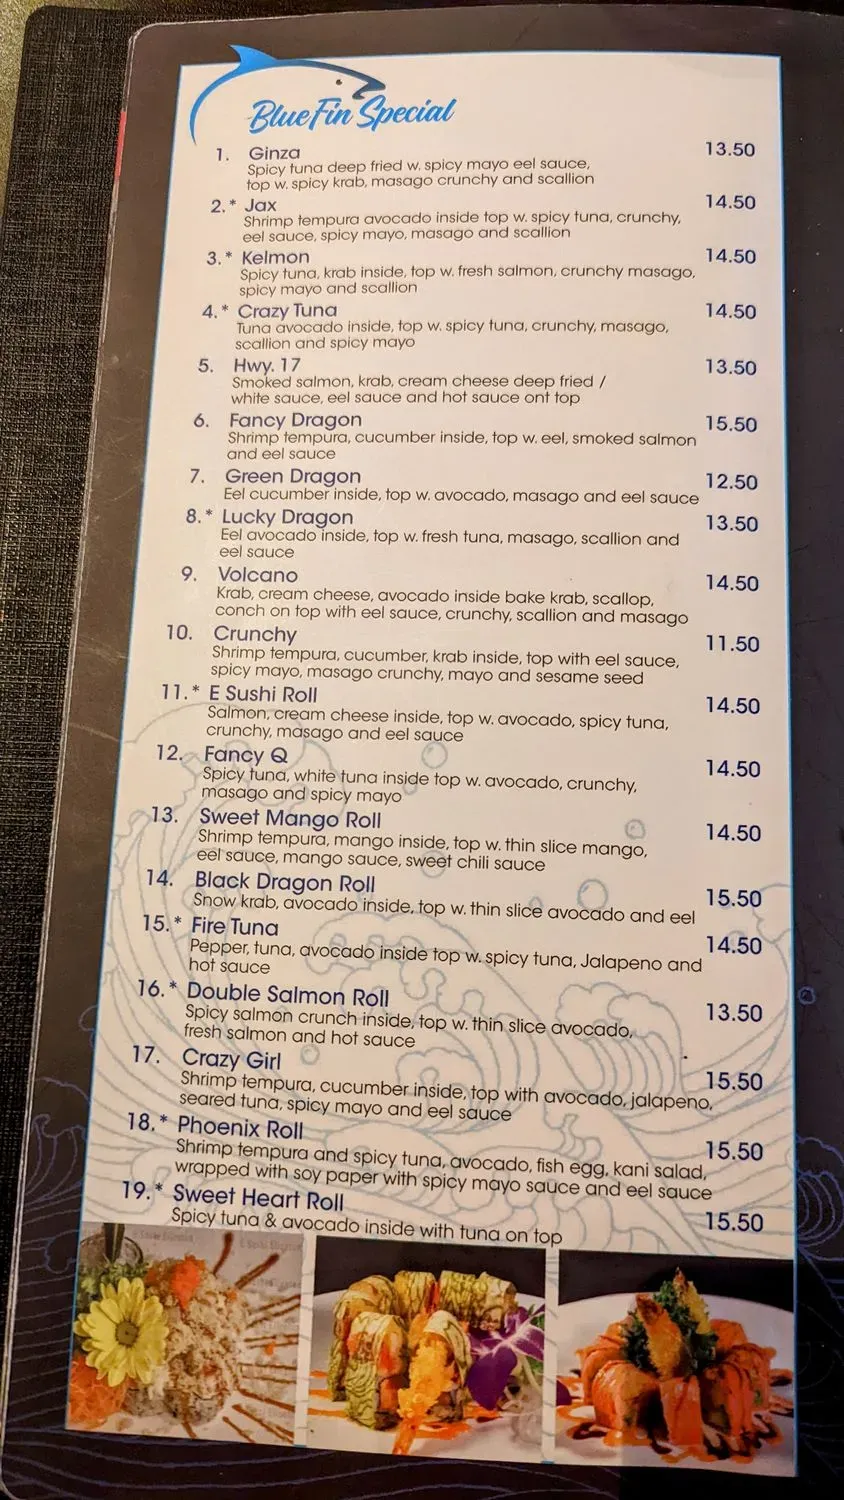 BlueFin Special
1. Ginza 13.50
Spicy tuna deep fried w. spicy mayo eel sauce,
top w. spicy krab, masago crunchy and scallion
2.* Jax 14.50
Shrimp tempura avocado inside top w. spicy tuna, crunchy,
eel sauce, spicy mayo, masago and scallion
3.* Kelmon 14.50
Spicy tuna, krab inside, top w. fresh salmon, crunchy masago,
spicy mayo and scallion
4.* Crazy Tuna 14.50
Tuna avocado inside, top w. spicy tuna, crunchy, masago,
scallion and spicy mayo
5. Hwy. 17 13.50
Smoked salmon, krab, cream cheese deep fried /
white sauce, eel sauce and hot sauce ont top
6. Fancy Dragon 15.50
Shrimp tempura, cucumber inside, top w. eel, smoked salmon
and eel sauce
7. Green Dragon 12.50
Eel cucumber inside, top w. avocado, masago and eel sauce
8.* Lucky Dragon 13.50
Eel avocado inside, top w. fresh tuna, masago, scallion and
eel sauce
9. Volcano 14.50
Krab, cream cheese, avocado inside bake krab, scallop,
conch on top with eel sauce, crunchy, scallion and masago
10. Crunchy 11.50
Shrimp tempura, cucumber, krab inside, top with eel sauce,
spicy mayo, masago crunchy, mayo and sesame seed
11.* E Sushi Roll 14.50
Salmon, cream cheese inside, top w. avocado, spicy tuna,
crunchy, masago and eel sauce
12. Fancy Q 14.50
Spicy tuna, white tuna inside top w. avocado, crunchy,
masago and spicy mayo
13. Sweet Mango Roll 14.50
Shrimp tempura, mango inside, top w. thin slice mango,
eel sauce, mango sauce, sweet chili sauce
14. Black Dragon Roll 15.50
Snow krab, avocado inside, top w. thin slice avocado and eel
15.* Fire Tuna 14.50
Pepper, tuna, avocado inside top w. spicy tuna, Jalapeno and
hot sauce
16.* Double Salmon Roll 13.50
Spicy salmon crunch inside, top w. thin slice avocado,
fresh salmon and hot sauce
17. Crazy Girl 15.50
Shrimp tempura, cucumber inside, top with avocado, jalapeno,
seared tuna, spicy mayo and eel sauce
18.* Phoenix Roll 15.50
Shrimp tempura and spicy tuna, avocado, fish egg, kani salad,
wrapped with soy paper with spicy mayo sauce and eel sauce
19.* Sweet Heart Roll 15.50
Spicy tuna & avocado inside with tuna on top